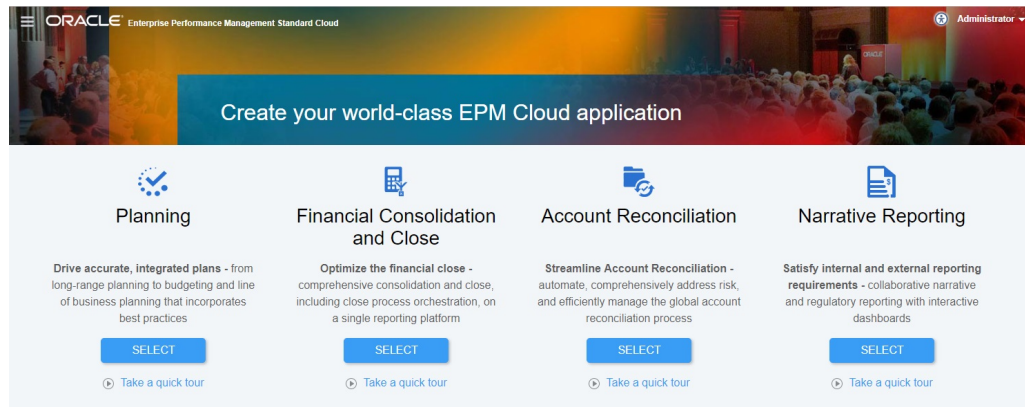 ORACLE® Enterprise Performance Management Standard Cloud
Administrator
ORACLE
Create your world-class EPM Cloud application
Planning
Drive accurate, integrated plans - from
long-range planning to budgeting and line
of business planning that incorporates
best practices
SELECT
Take a quick tour
Financial Consolidation
and Close
Optimize the financial close -
comprehensive consolidation and close,
including close process orchestration, on
a single reporting platform
SELECT
Take a quick tour
Account Reconciliation
Streamline Account Reconciliation -
automate, comprehensively address risk,
and efficiently manage the global account
reconciliation process
SELECT
Take a quick tour
Narrative Reporting
Satisfy internal and external reporting
requirements - collaborative narrative
and regulatory reporting with interactive
dashboards
SELECT
Take a quick tour